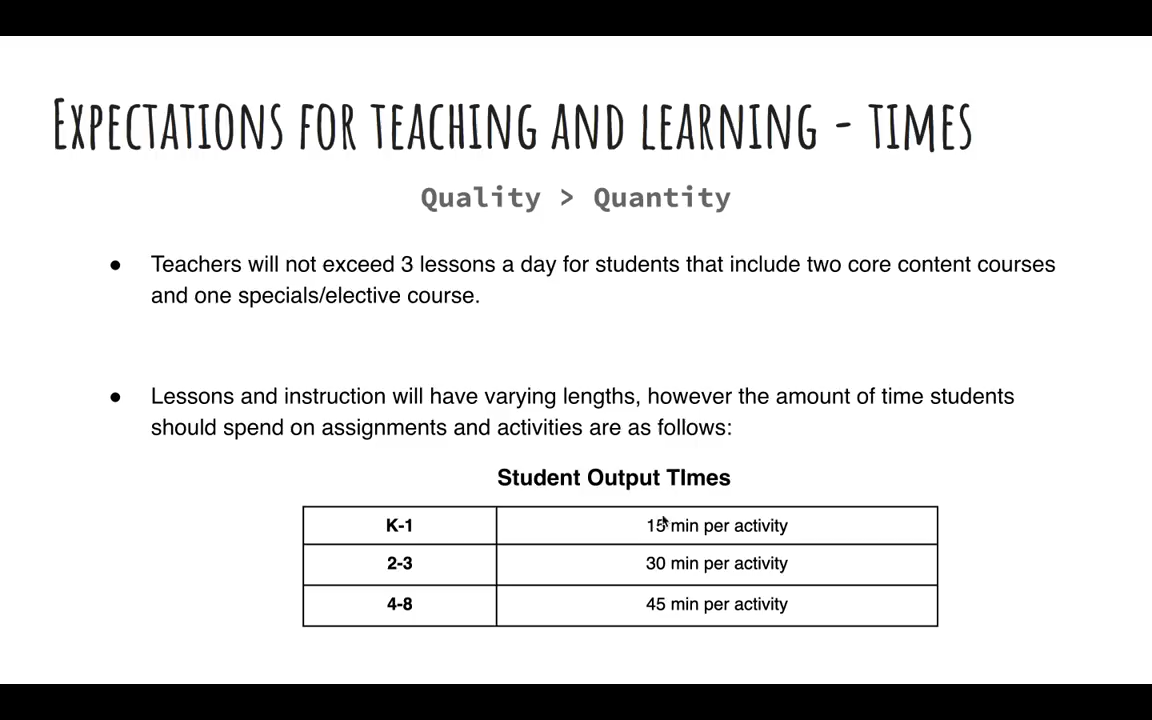 Expectations for teaching and learning - times
Quality > Quantity
● Teachers will not exceed 3 lessons a day for students that include two core content courses
and one specials/elective course.
● Lessons and instruction will have varying lengths, however the amount of time students
should spend on assignments and activities are as follows:
Student Output TImes
K-1 15 min per activity
2-3 30 min per activity
4-8 45 min per activity